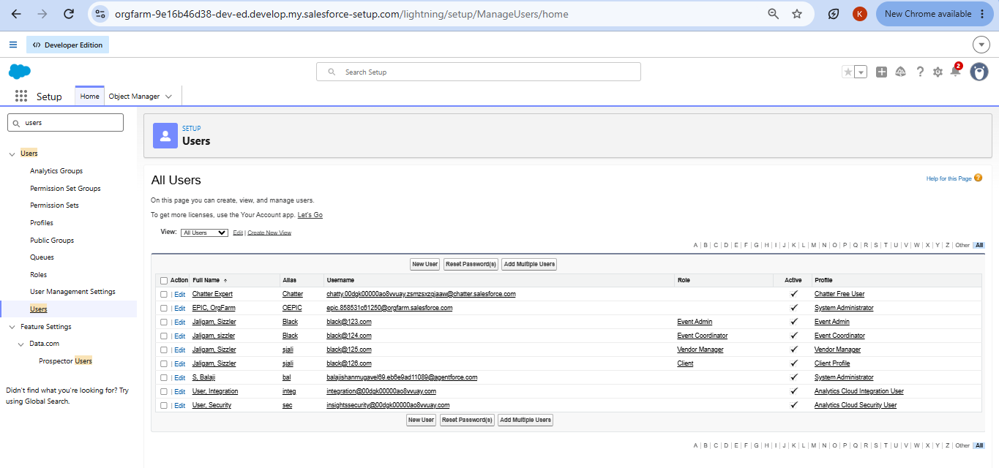 orgfarm-9e16b46d38-dev-ed.develop.my.salesforce-setup.com/lightning/setup/ManageUsers/home
K
New Chrome available
Developer Edition
Search Setup
2
Setup
Home
Object Manager
users
SETUP
Users
Users
Analytics Groups
Permission Set Groups
Permission Sets
Profiles
Public Groups
Queues
Roles
User Management Settings
Users
Feature Settings
Data.com
Prospector Users
Didn't find what you're looking for? Try
using Global Search.
All Users
Help for this Page ?
On this page you can create, view, and manage users.
To get more licenses, use the Your Account app. Let's Go
View: All Users Edit | Create New View
A | B | C | D | E | F | G | H | I | J | K | L | M | N | O | P | Q | R | S | T | U | V | W | X | Y | Z | Other All
New User Reset Password(s) Add Multiple Users
Action Full Name ↑ Alias Username Role Active Profile
| Edit Chatter Expert Chatter chatty.00dgk00000ao8vvuay.zsmzsxzqjaaw@chatter.salesforce.com ✓ Chatter Free User
| Edit EPIC, OrgFarm OEPIC epic.858531c61250@orgfarm.salesforce.com ✓ System Administrator
| Edit Jaligam, Sizzler Black black@123.com Event Admin ✓ Event Admin
| Edit Jaligam, sizzler Black black@124.com Event Coordinator ✓ Event Coordinator
| Edit Jaligam, Sizzler sjali black@125.com Vendor Manager ✓ Vendor Manager
| Edit Jaligam, Sizzler sjali black@126.com Client ✓ Client Profile
| Edit S, Balaji bal balajishanmugavel69.eb6e9ad11089@agentforce.com ✓ System Administrator
| Edit User, Integration integ integration@00dgk00000ao8vvuay.com ✓ Analytics Cloud Integration User
| Edit User, Security sec insightssecurity@00dgk00000ao8vvuay.com ✓ Analytics Cloud Security User
New User Reset Password(s) Add Multiple Users
A | B | C | D | E | F | G | H | I | J | K | L | M | N | O | P | Q | R | S | T | U | V | W | X | Y | Z | Other All